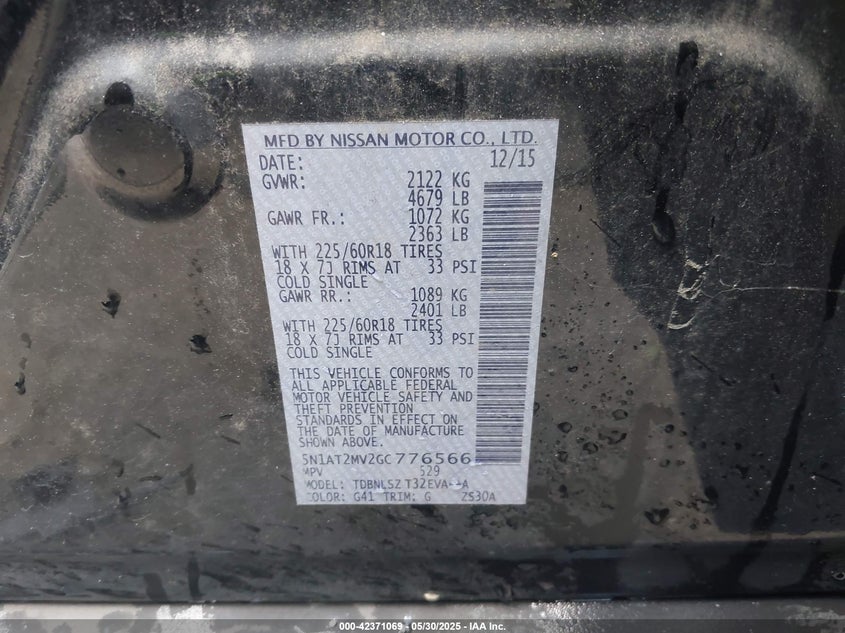 MFD BY NISSAN MOTOR CO., LTD.
DATE: 12/15
GVWR: 2122 KG
4679 LB
GAWR FR.: 1072 KG
2363 LB
WITH 225/60R18 TIRES
18 X 7J RIMS AT 33 PSI
COLD SINGLE
GAWR RR.: 1089 KG
2401 LB
WITH 225/60R18 TIRES
18 X 7J RIMS AT 33 PSI
COLD SINGLE
THIS VEHICLE CONFORMS TO
ALL APPLICABLE FEDERAL
MOTOR VEHICLE SAFETY AND
THEFT PREVENTION
STANDARDS IN EFFECT ON
THE DATE OF MANUFACTURE
SHOWN ABOVE.
5N1AT2MV2GC776566
MPV 529
MODEL: TDBNLSZ T32EVA--A
COLOR: G41 TRIM: G ZS30A
000-42371069 - 05/30/2025 - IAA Inc.